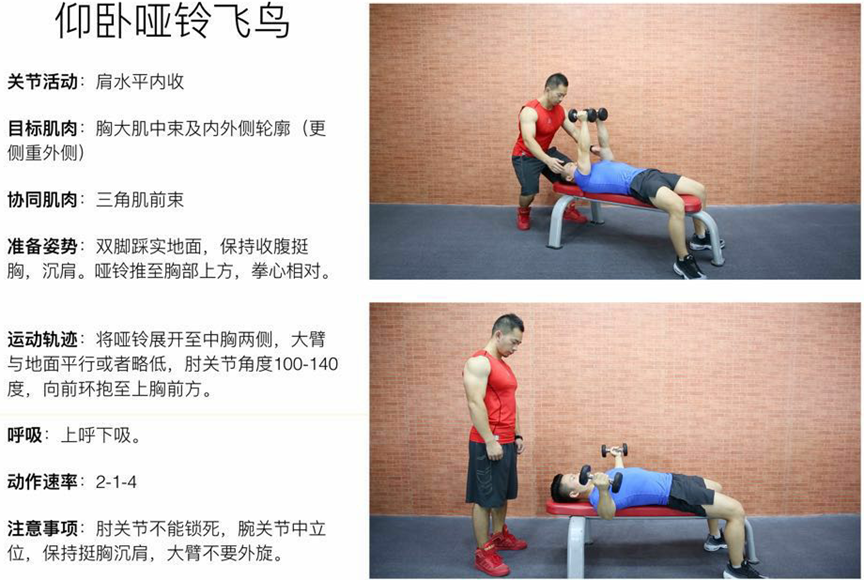 仰卧哑铃飞鸟
关节活动：肩水平内收
目标肌肉：胸大肌中束及内外侧轮廓（更
侧重外侧）
协同肌肉：三角肌前束
准备姿势：双脚踩实地面，保持收腹挺
胸，沉肩。哑铃推至胸部上方，拳心相对。
运动轨迹：将哑铃展开至中胸两侧，大臂
与地面平行或者略低，肘关节角度100-140
度，向前环抱至上胸前方。
呼吸：上呼下吸。
动作速率：2-1-4
注意事项：肘关节不能锁死，腕关节中立
位，保持挺胸沉肩，大臂不要外旋。